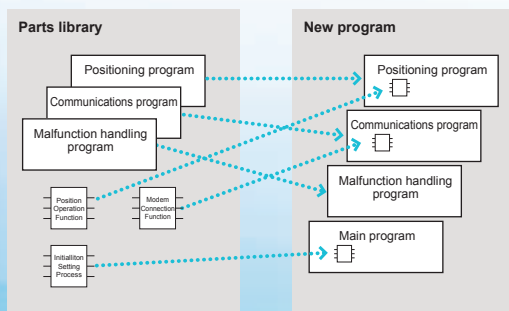 Parts library
Positioning program
Communications program
Malfunction handling
program
Position
Operation
Function
Modem
Connection
Function
Initialiiton
Setting
Process
New program
Positioning program
Communications program
Malfunction handling
program
Main program